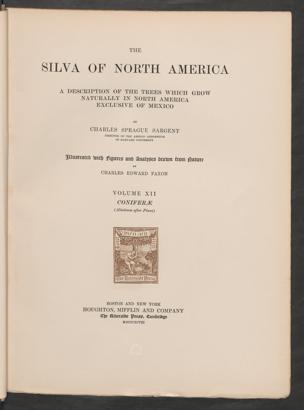 THE
SILVA OF NORTH AMERICA
A DESCRIPTION OF THE TREES WHICH GROW
NATURALLY IN NORTH AMERICA
EXCLUSIVE OF MEXICO
BY
CHARLES SPRAGUE SARGENT
DIRECTOR OF THE ARNOLD ARBORETUM
OF HARVARD UNIVERSITY
Illustrated with Figures and Analyses drawn from Nature
BY
CHARLES EDWARD FAXON
VOLUME XII
CONIFERÆ
(Abietineæ after Pinus)
The Riverside Press
BOSTON AND NEW YORK
HOUGHTON, MIFFLIN AND COMPANY
The Riverside Press, Cambridge